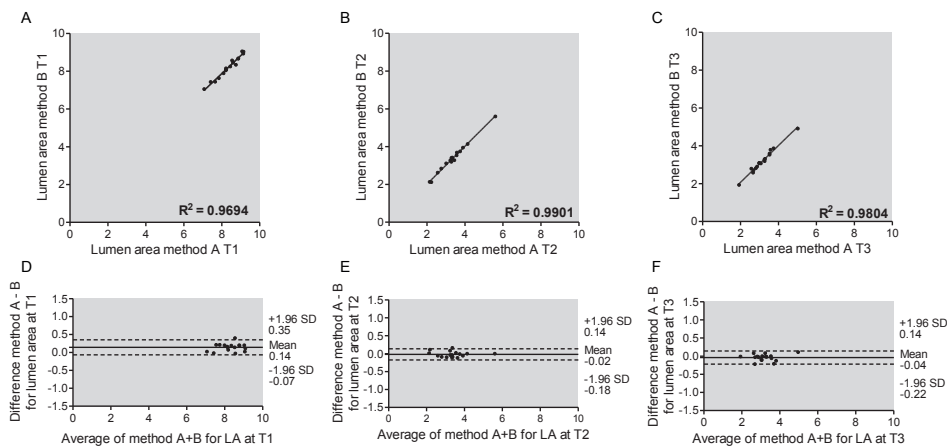 A
Lumen area method B T1
10
8
6
4
2
0
R² = 0.9694
0 2 4 6 8 10
Lumen area method A T1
B
Lumen area method B T2
10
8
6
4
2
0
R² = 0.9901
0 2 4 6 8 10
Lumen area method A T2
C
Lumen area method B T3
10
8
6
4
2
0
R² = 0.9804
0 2 4 6 8 10
Lumen area method A T3
D
Difference method A - B
for lumen area at T1
1.5
1.0
0.5
0.0
-0.5
-1.0
-1.5
+1.96 SD
0.35
Mean
0.14
-1.96 SD
-0.07
0 2 4 6 8 10
Average of method A+B for LA at T1
E
Difference method A - B
for lumen area at T2
1.5
1.0
0.5
0.0
-0.5
-1.0
-1.5
+1.96 SD
0.14
Mean
-0.02
-1.96 SD
-0.18
0 2 4 6 8 10
Average of method A+B for LA at T2
F
Difference method A - B
for lumen area at T3
1.5
1.0
0.5
0.0
-0.5
-1.0
-1.5
+1.96 SD
0.14
Mean
-0.04
-1.96 SD
-0.22
0 2 4 6 8 10
Average of method A+B for LA at T3